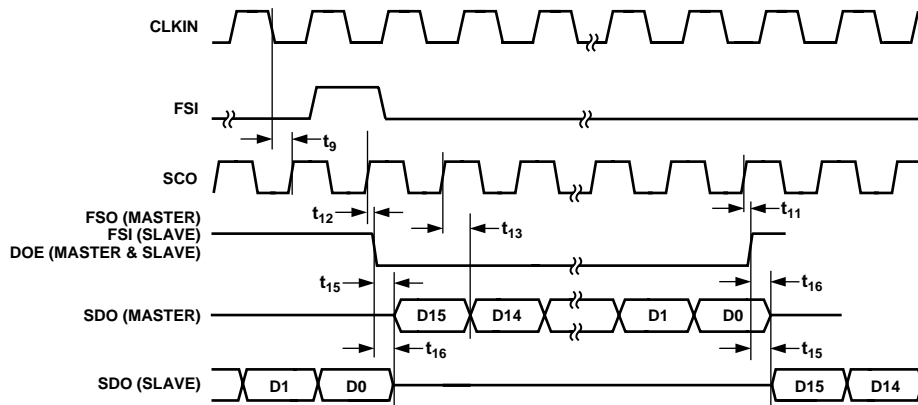 CLKIN
FSI
t9
SCO
FSO (MASTER)
t12
t11
FSI (SLAVE)
t13
DOE (MASTER & SLAVE)
t15
t16
SDO (MASTER)
D15
D14
D1
D0
t16
t15
SDO (SLAVE)
D1
D0
D15
D14